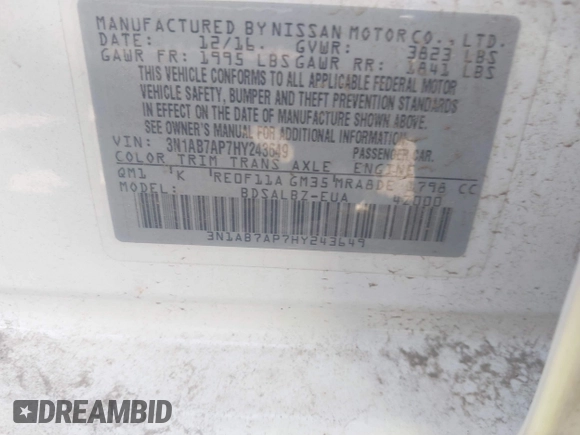 MANUFACTURED BY NISSAN MOTOR CO., LTD.
DATE: 12/16. GVWR: 3823 LBS
GAWR FR: 1995 LBS GAWR RR: 1841 LBS
THIS VEHICLE CONFORMS TO ALL APPLICABLE FEDERAL MOTOR
VEHICLE SAFETY, BUMPER AND THEFT PREVENTION STANDARDS
IN EFFECT ON THE DATE OF MANUFACTURE SHOWN ABOVE.
SEE OWNER'S MANUAL FOR ADDITIONAL INFORMATION.
VIN: 3N1AB7AP7HY243649 PASSENGER CAR.
COLOR TRIM TRANS AXLE ENGINE
QM1 K RE0F11A GM35 MRA8DE 1798 CC
MODEL: BDSALBZ-EUA 42000
3N1AB7AP7HY243649
DREAMBID